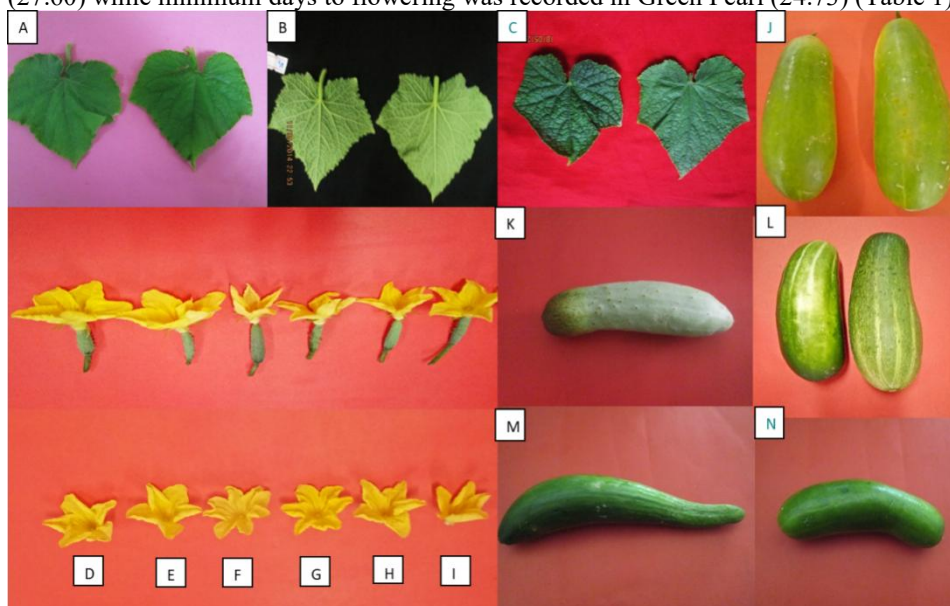 (27.00) while minimum days to flowering was recorded in Green Pearl (24.75) (Table 1)
A
B
C
J
K
L
M
N
D
E
F
G
H
I